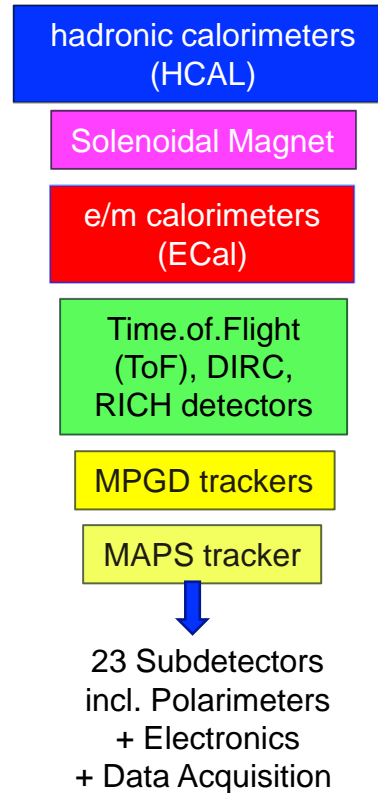 hadronic calorimeters
(HCAL)
Solenoidal Magnet
e/m calorimeters
(ECal)
Time.of.Flight
(ToF), DIRC,
RICH detectors
MPGD trackers
MAPS tracker
23 Subdetectors
incl. Polarimeters
+ Electronics
+ Data Acquisition